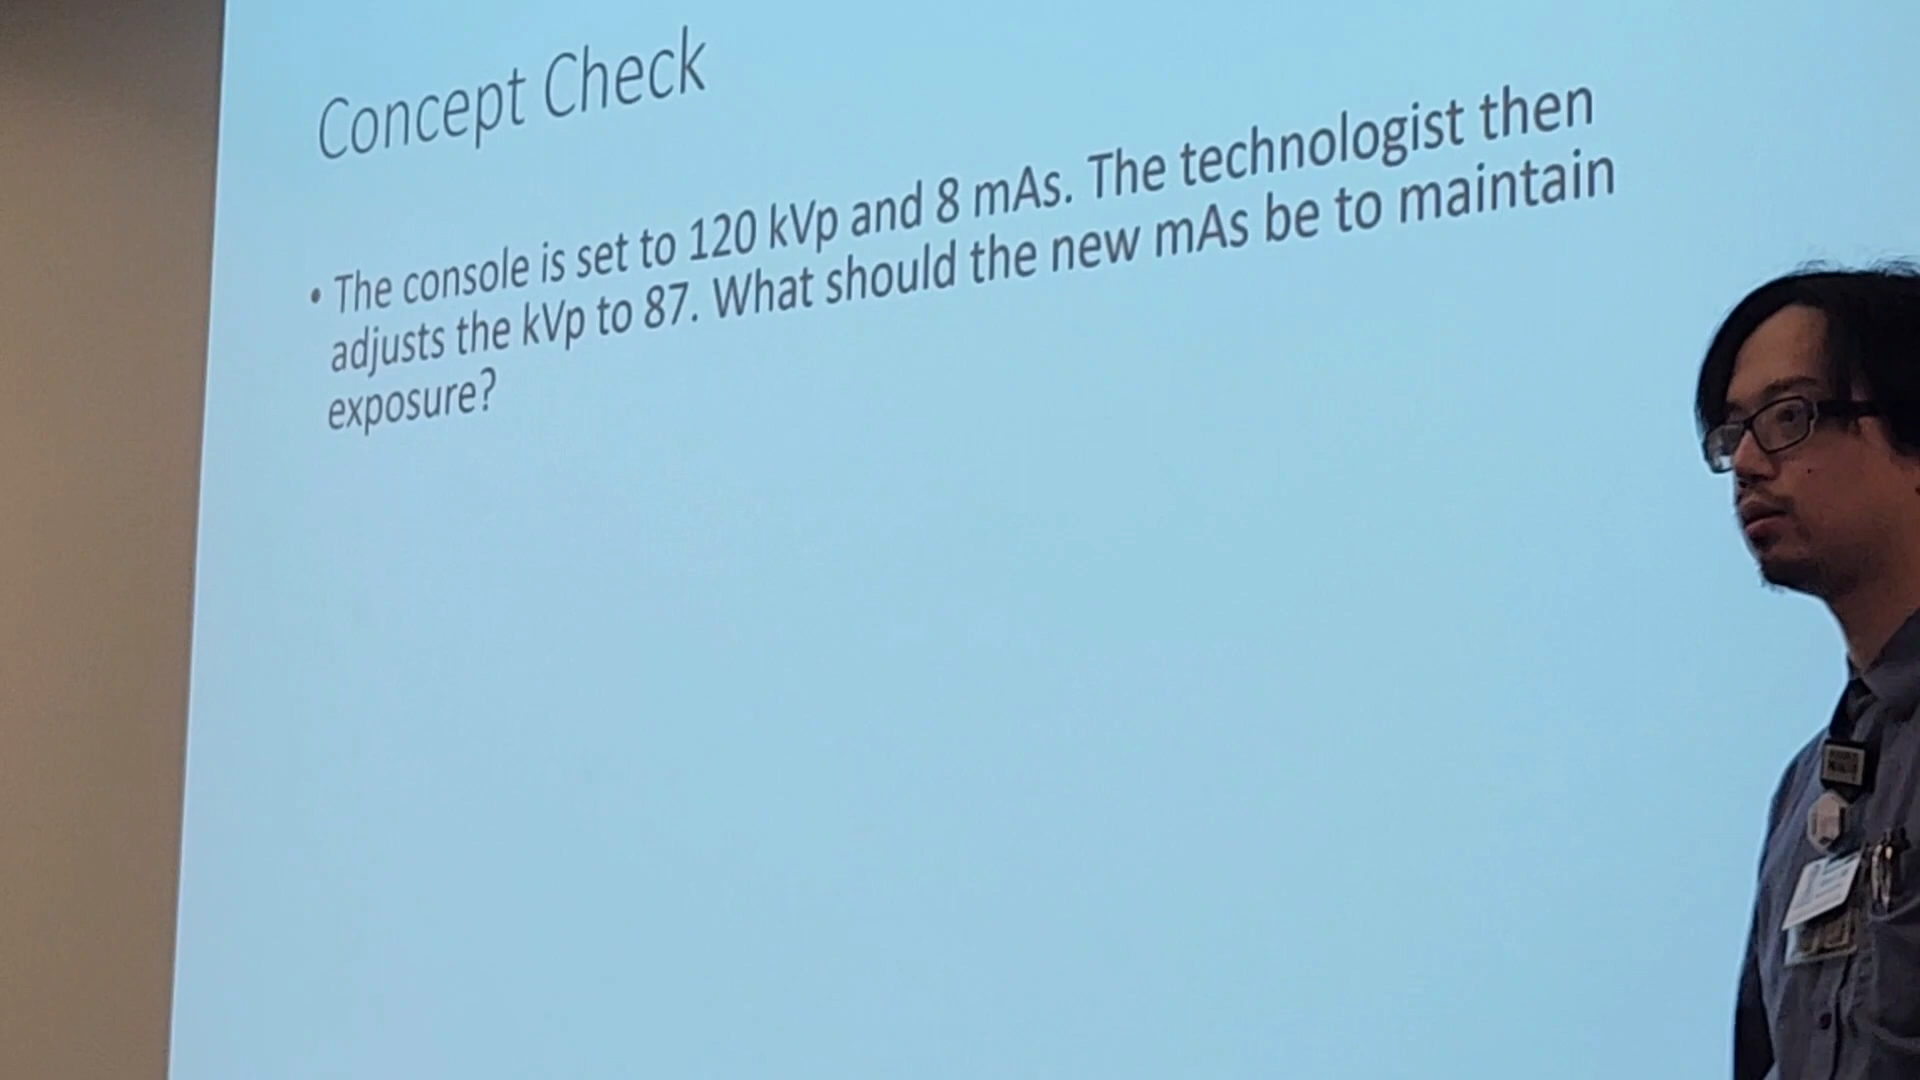 Concept Check
• The console is set to 120 kVp and 8 mAs. The technologist then
adjusts the kVp to 87. What should the new mAs be to maintain
exposure?